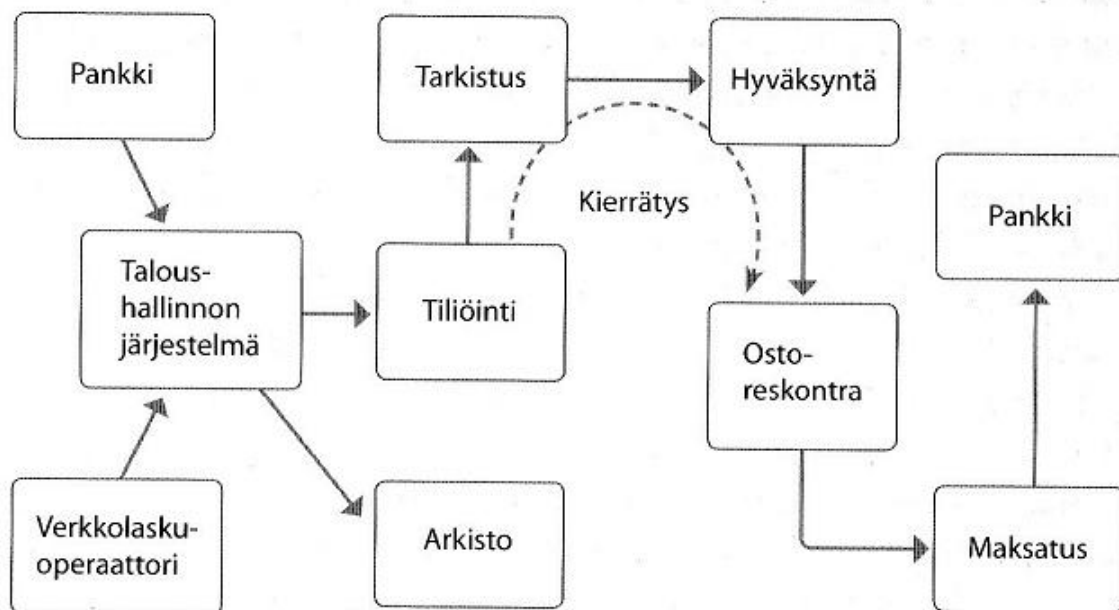 Pankki
Tarkistus
Hyväksyntä
Kierrätys
Pankki
Talous-
hallinnon
järjestelmä
Tiliöinti
Osto-
reskontra
Verkkolasku-
operaattori
Arkisto
Maksatus